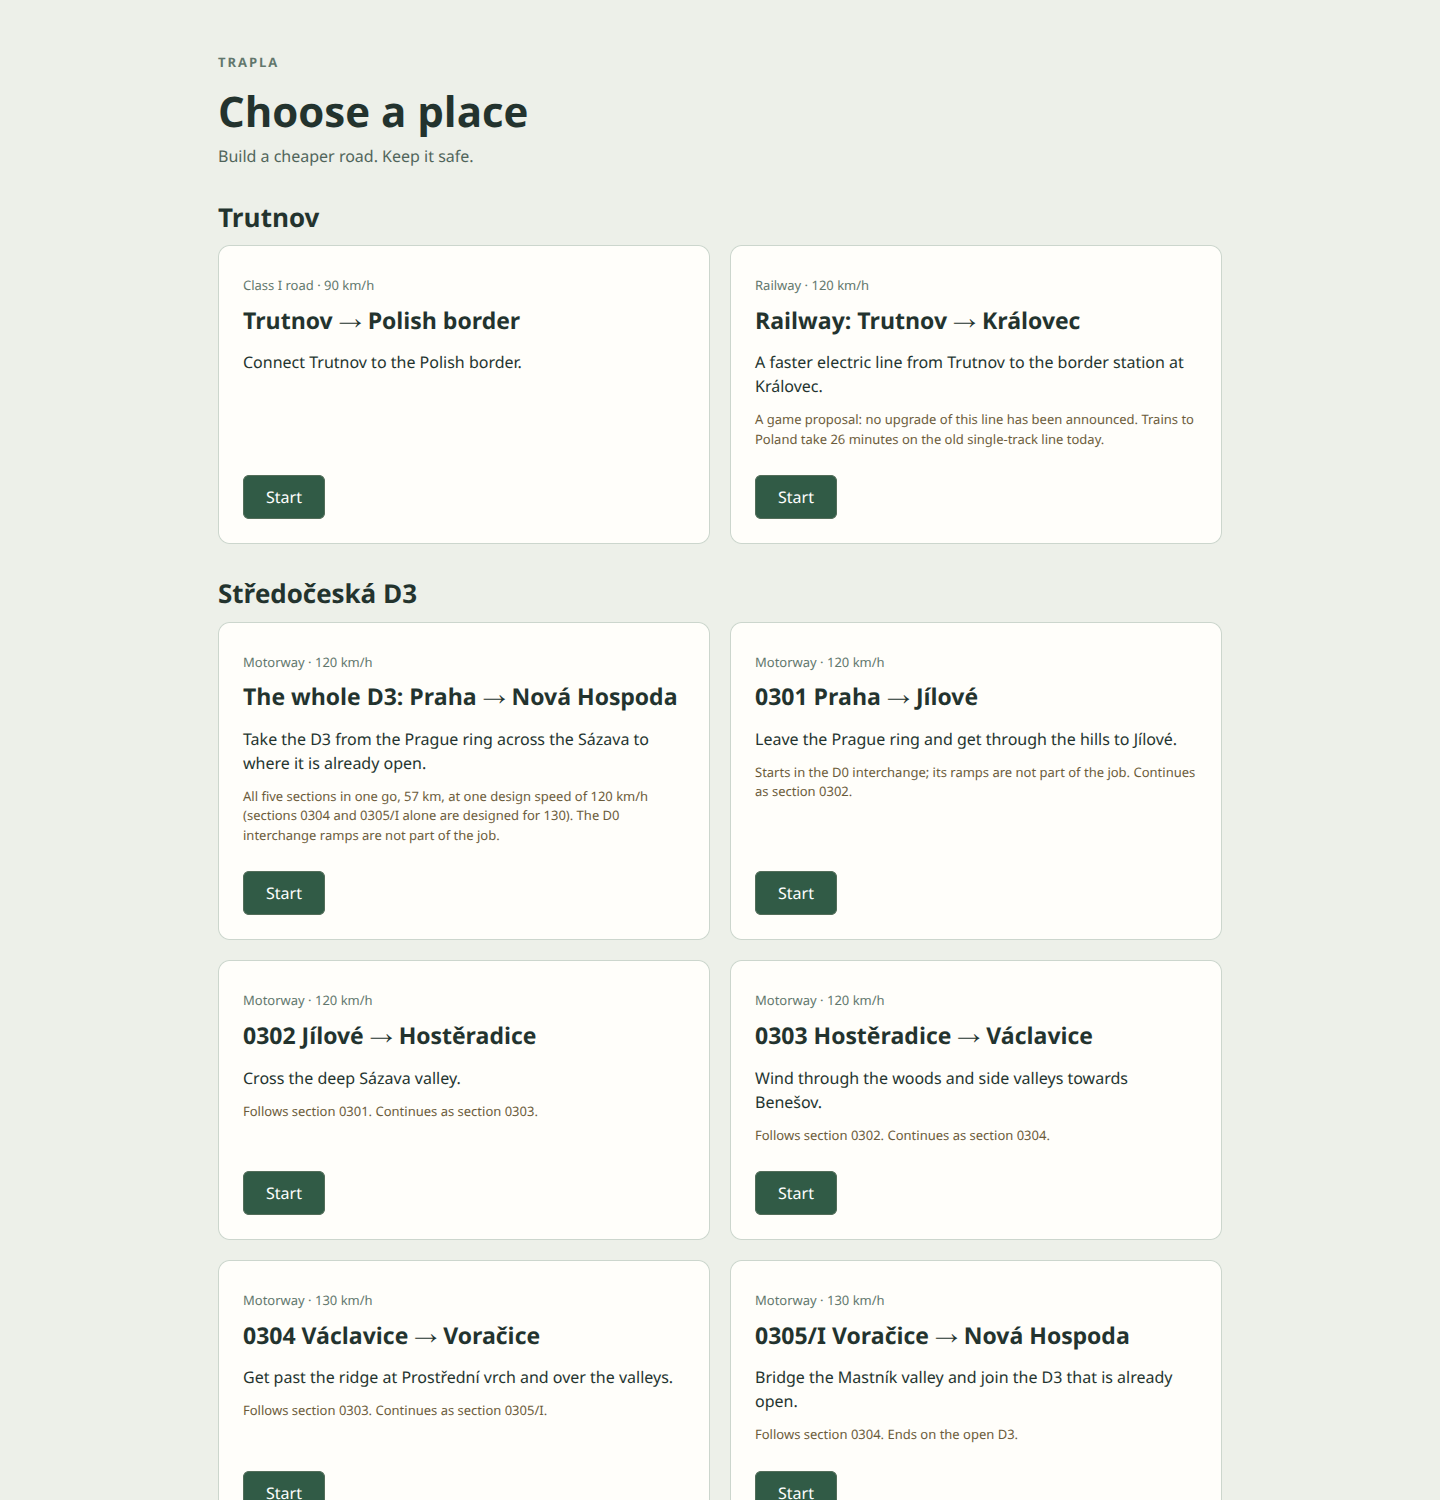 TRAPLA
Choose a place
Build a cheaper road. Keep it safe.
Trutnov
Class I road · 90 km/h
Trutnov → Polish border
Connect Trutnov to the Polish border.
Start
Railway · 120 km/h
Railway: Trutnov → Královec
A faster electric line from Trutnov to the border station at
Královec.
A game proposal: no upgrade of this line has been announced. Trains to
Poland take 26 minutes on the old single-track line today.
Start
Středočeská D3
Motorway · 120 km/h
The whole D3: Praha → Nová Hospoda
Take the D3 from the Prague ring across the Sázava to
where it is already open.
All five sections in one go, 57 km, at one design speed of 120 km/h
(sections 0304 and 0305/I alone are designed for 130). The D0
interchange ramps are not part of the job.
Start
Motorway · 120 km/h
0301 Praha → Jílové
Leave the Prague ring and get through the hills to Jílové.
Starts in the D0 interchange; its ramps are not part of the job. Continues
as section 0302.
Start
Motorway · 120 km/h
0302 Jílové → Hostěradice
Cross the deep Sázava valley.
Follows section 0301. Continues as section 0303.
Start
Motorway · 120 km/h
0303 Hostěradice → Václavice
Wind through the woods and side valleys towards
Benešov.
Follows section 0302. Continues as section 0304.
Start
Motorway · 130 km/h
0304 Václavice → Voračice
Get past the ridge at Prostřední vrch and over the valleys.
Follows section 0303. Continues as section 0305/I.
Start
Motorway · 130 km/h
0305/I Voračice → Nová Hospoda
Bridge the Mastník valley and join the D3 that is already
open.
Follows section 0304. Ends on the open D3.
Start